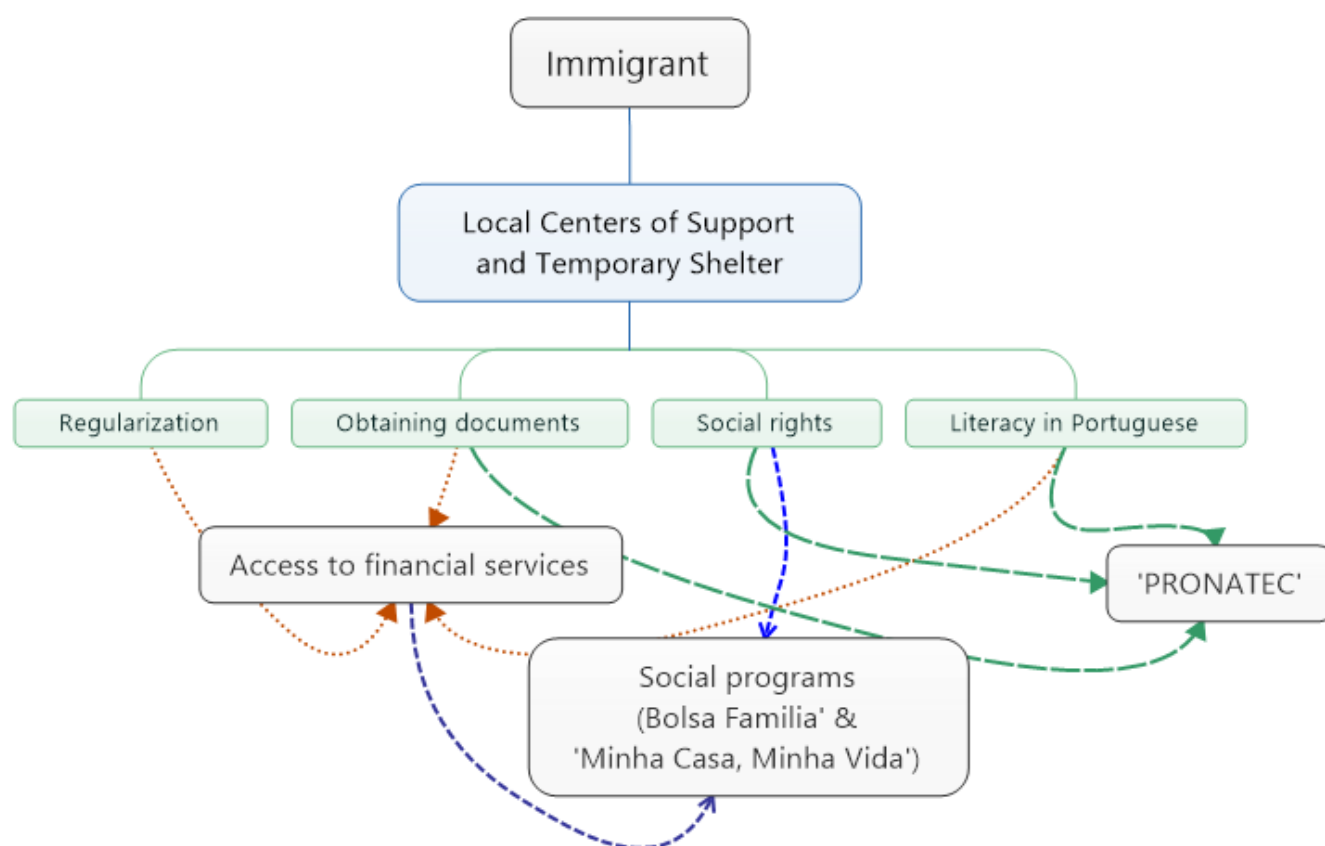 Immigrant
Local Centers of Support
and Temporary Shelter
Regularization
Obtaining documents
Social rights
Literacy in Portuguese
Access to financial services
'PRONATEC'
Social programs
(Bolsa Familia' &
'Minha Casa, Minha Vida')